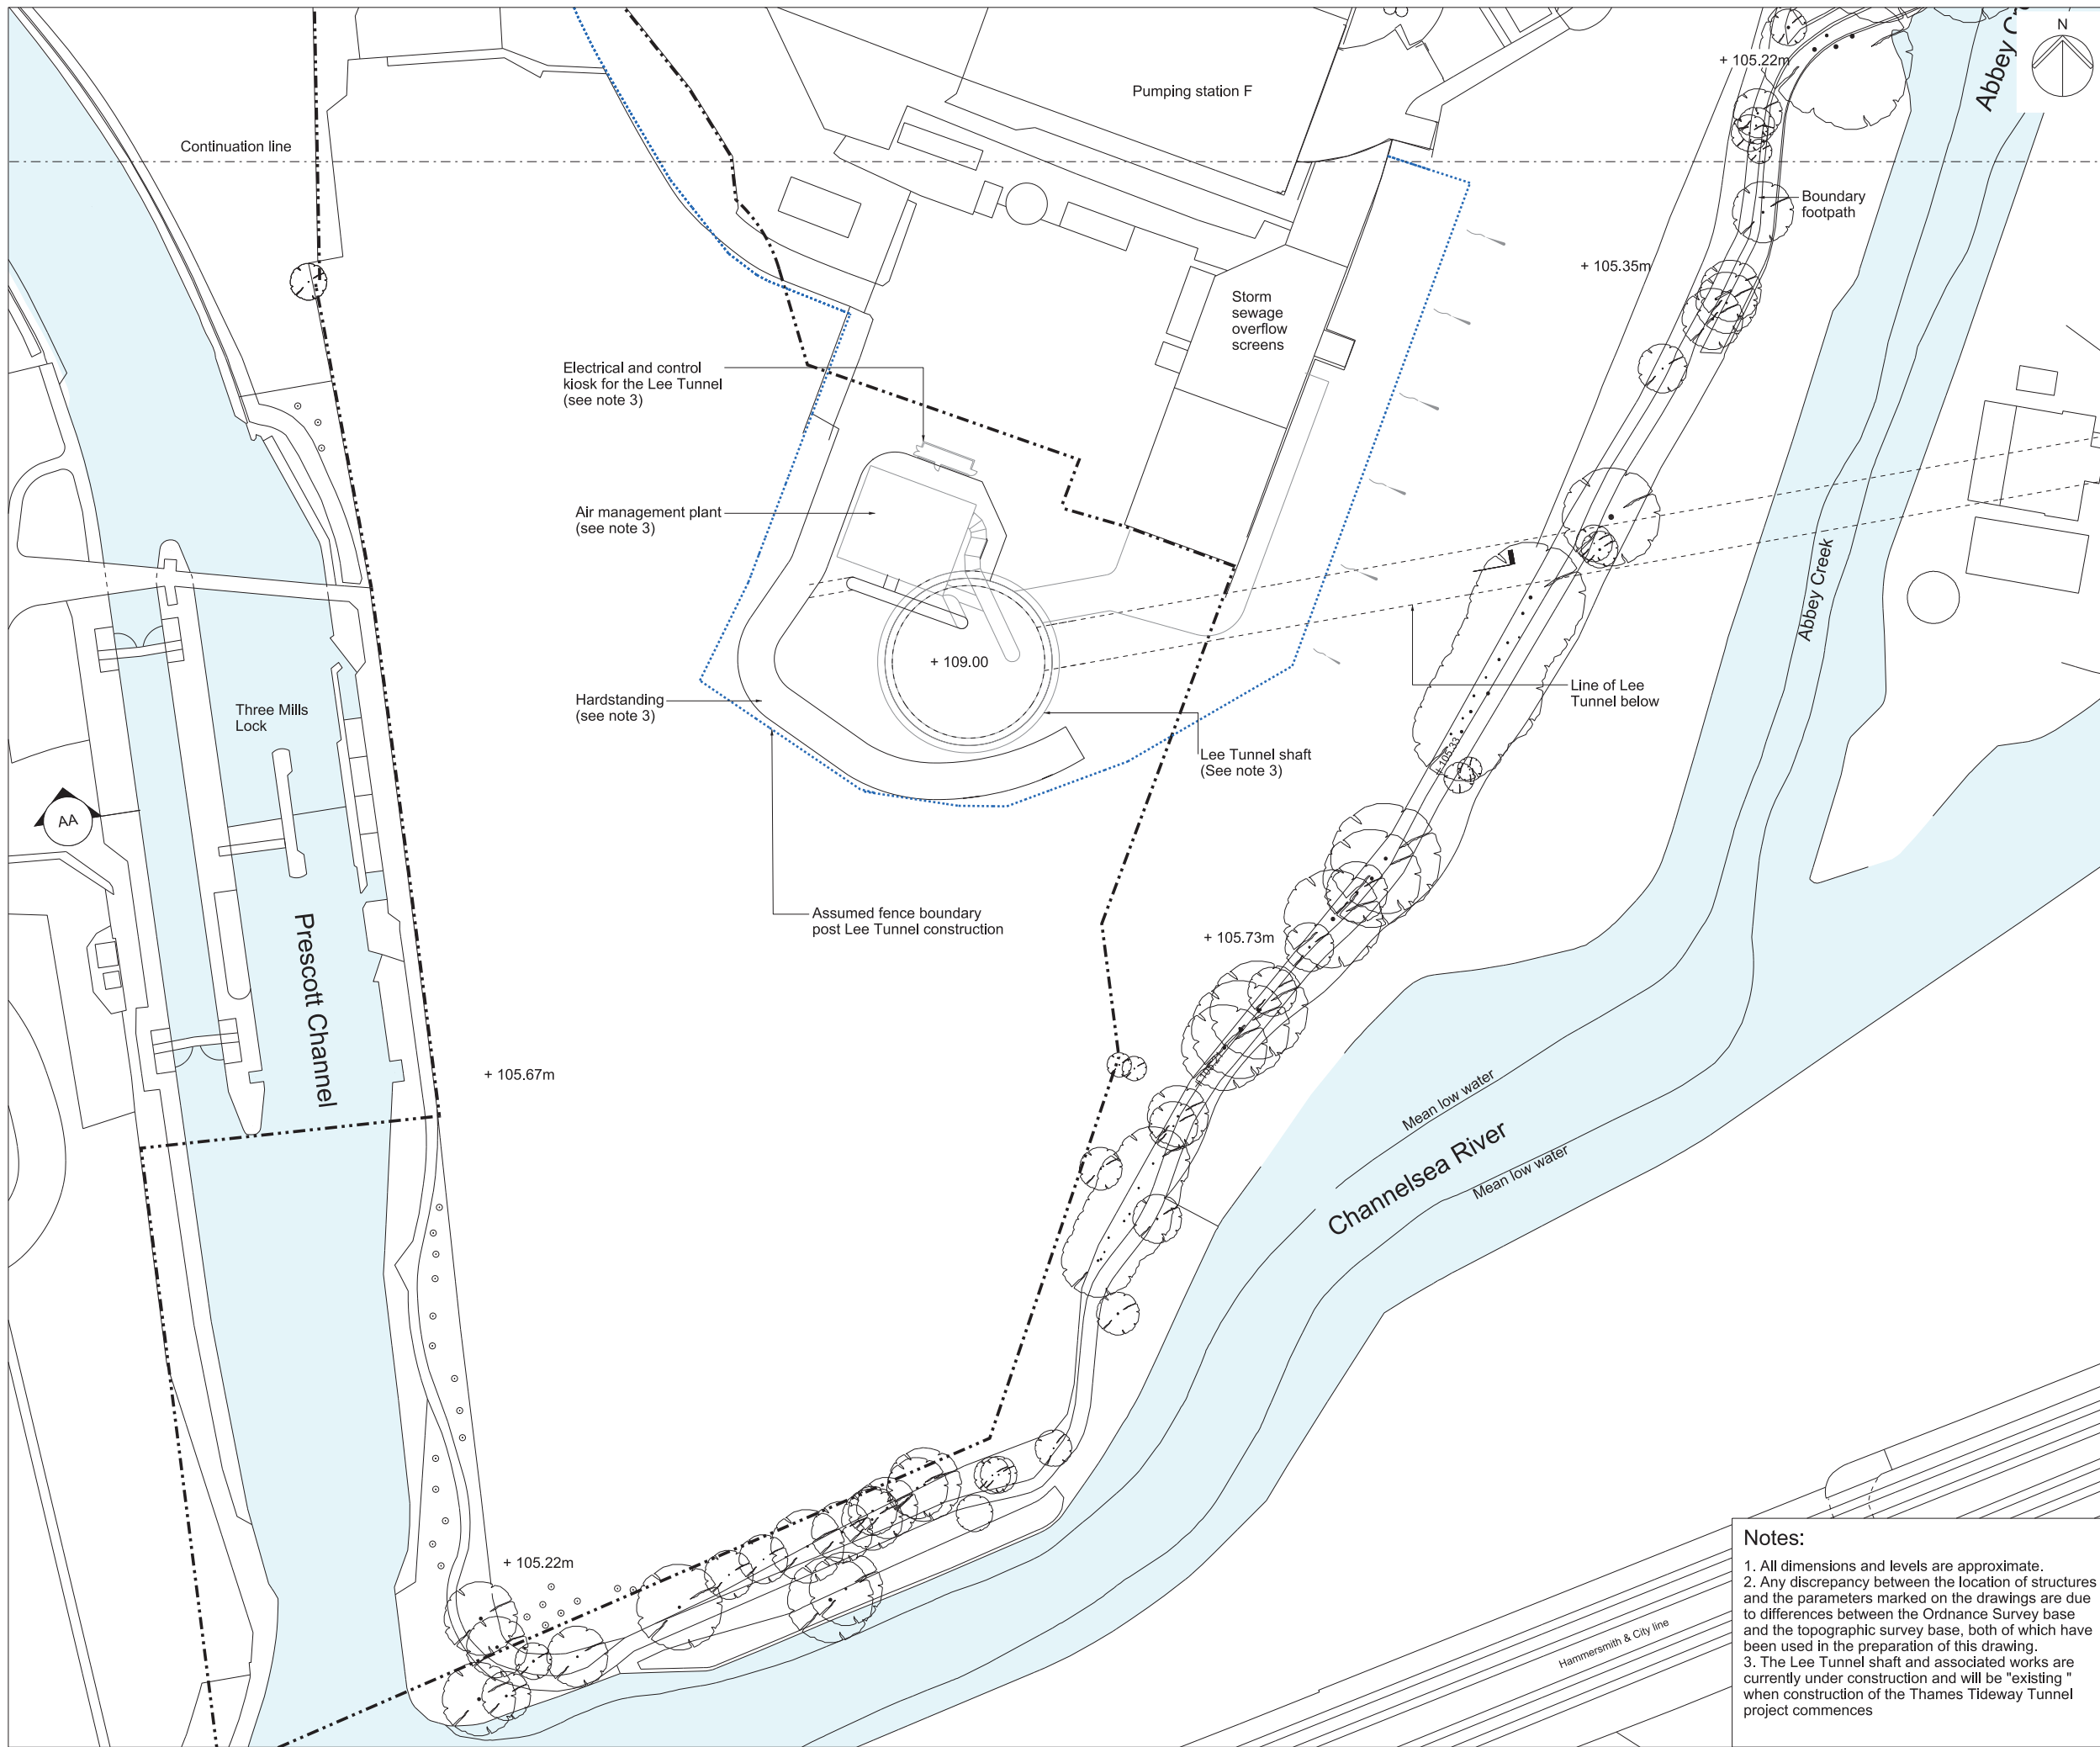 Abbey
N
+ 105.22m
Pumping station F
Continuation line
Boundary
footpath
+ 105.35m
Storm
sewage
overflow
screens
Electrical and control
kiosk for the Lee Tunnel
(see note 3)
Air management plant
(see note 3)
Abbey Creek
+ 109.00
Hardstanding
(see note 3)
Line of Lee
Tunnel below
Three Mills
Lock
Lee Tunnel shaft
(See note 3)
+ 105.33
AA
Assumed fence boundary
post Lee Tunnel construction
+ 105.73m
Prescott Channel
+ 105.67m
Mean low water
Channelsea River
Mean low water
+ 105.22m
Hammersmith & City line
Notes:
1. All dimensions and levels are approximate.
2. Any discrepancy between the location of structures
and the parameters marked on the drawings are due
to differences between the Ordnance Survey base
and the topographic survey base, both of which have
been used in the preparation of this drawing.
3. The Lee Tunnel shaft and associated works are
currently under construction and will be "existing "
when construction of the Thames Tideway Tunnel
project commences